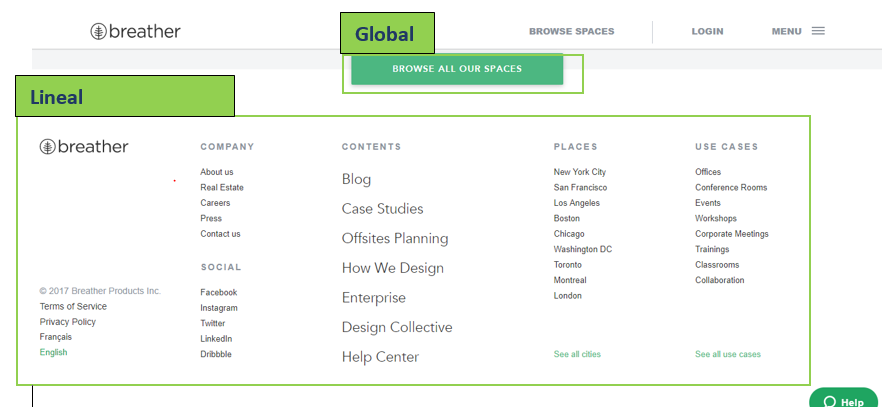 breather
Global
BROWSE SPACES
LOGIN
MENU
BROWSE ALL OUR SPACES
Lineal
breather
© 2017 Breather Products Inc.
Terms of Service
Privacy Policy
Français
English
COMPANY
About us
Real Estate
Careers
Press
Contact us
SOCIAL
Facebook
Instagram
Twitter
LinkedIn
Dribbble
CONTENTS
Blog
Case Studies
Offsites Planning
How We Design
Enterprise
Design Collective
Help Center
PLACES
New York City
San Francisco
Los Angeles
Boston
Chicago
Washington DC
Toronto
Montreal
London
See all cities
USE CASES
Offices
Conference Rooms
Events
Workshops
Corporate Meetings
Trainings
Classrooms
Collaboration
See all use cases
Help